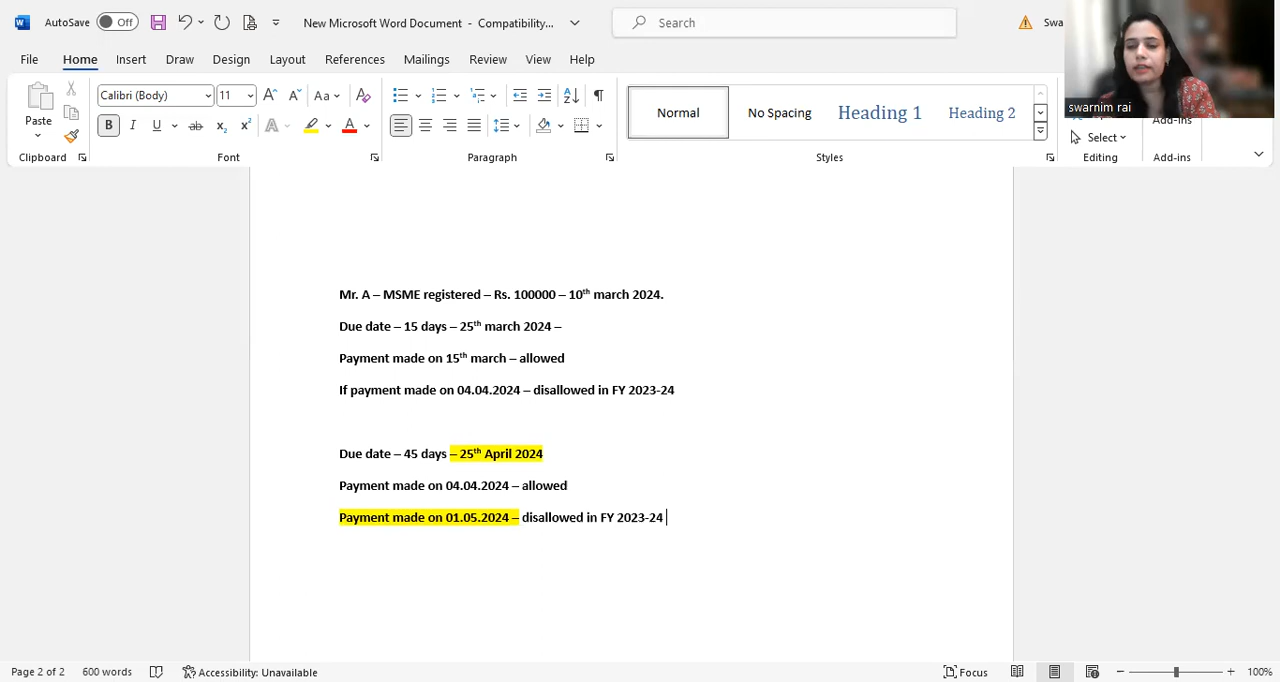 AutoSave Off New Microsoft Word Document - Compatibility... Search Swa
File Home Insert Draw Design Layout References Mailings Review View Help
swarnim rai
Paste Calibri (Body) 11 Aa Normal No Spacing Heading 1 Heading 2 Select Add-ins
B I U ab x₂ x² A A
Clipboard Font Paragraph Styles Editing Add-ins
Mr. A – MSME registered – Rs. 100000 – 10th march 2024.
Due date – 15 days – 25th march 2024 –
Payment made on 15th march – allowed
If payment made on 04.04.2024 – disallowed in FY 2023-24
Due date – 45 days – 25th April 2024
Payment made on 04.04.2024 – allowed
Payment made on 01.05.2024 – disallowed in FY 2023-24
Page 2 of 2 600 words Accessibility: Unavailable Focus 100%